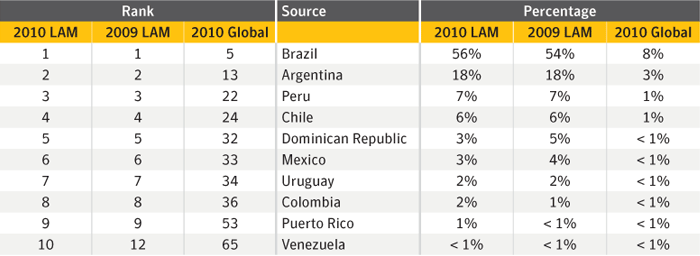 Rank Source Percentage
2010 LAM 2009 LAM 2010 Global 2010 LAM 2009 LAM 2010 Global
1 1 5 Brazil 56% 54% 8%
2 2 13 Argentina 18% 18% 3%
3 3 22 Peru 7% 7% 1%
4 4 24 Chile 6% 6% 1%
5 5 32 Dominican Republic 3% 5% < 1%
6 6 33 Mexico 3% 4% < 1%
7 7 34 Uruguay 2% 2% < 1%
8 8 36 Colombia 2% 1% < 1%
9 9 53 Puerto Rico 1% < 1% < 1%
10 12 65 Venezuela < 1% < 1% < 1%